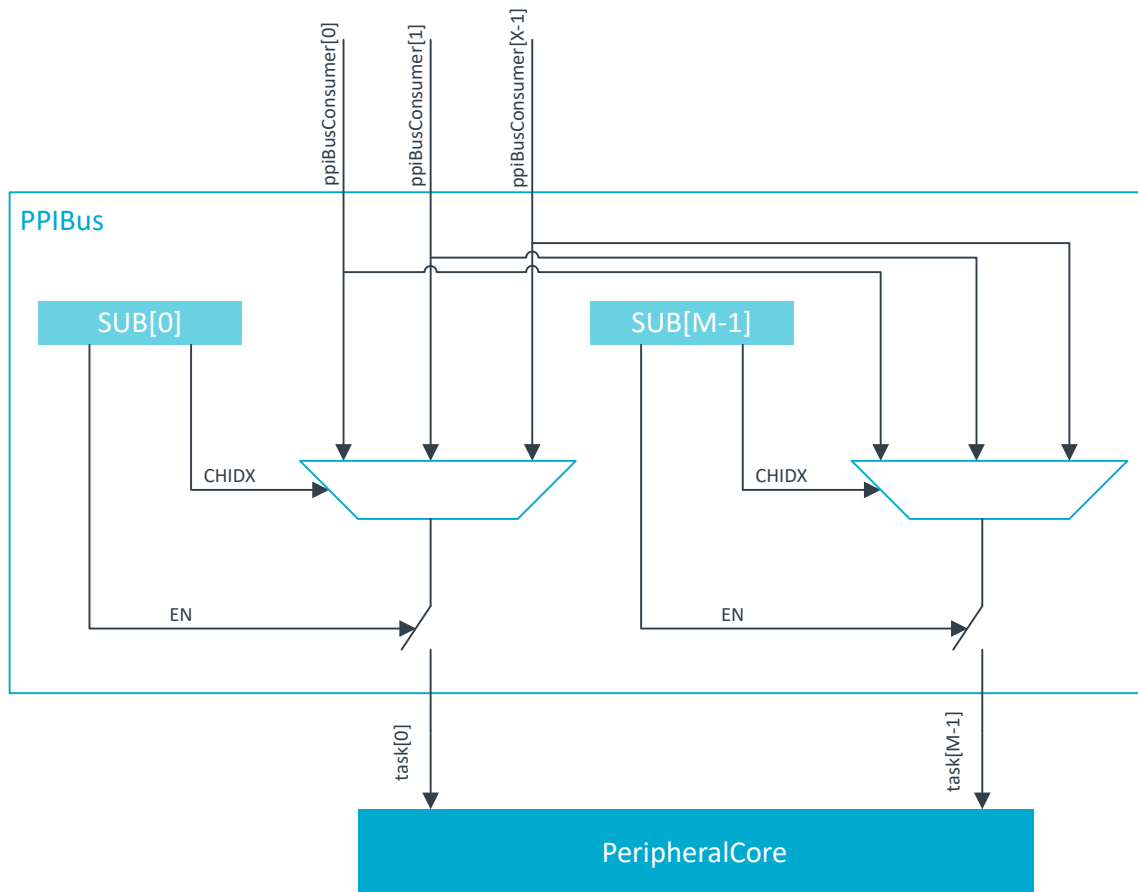 ppiBusConsumer[0]
ppiBusConsumer[1]
ppiBusConsumer[X-1]
PPIBus
SUB[0]
SUB[M-1]
CHIDX
CHIDX
EN
EN
task[0]
task[M-1]
PeripheralCore